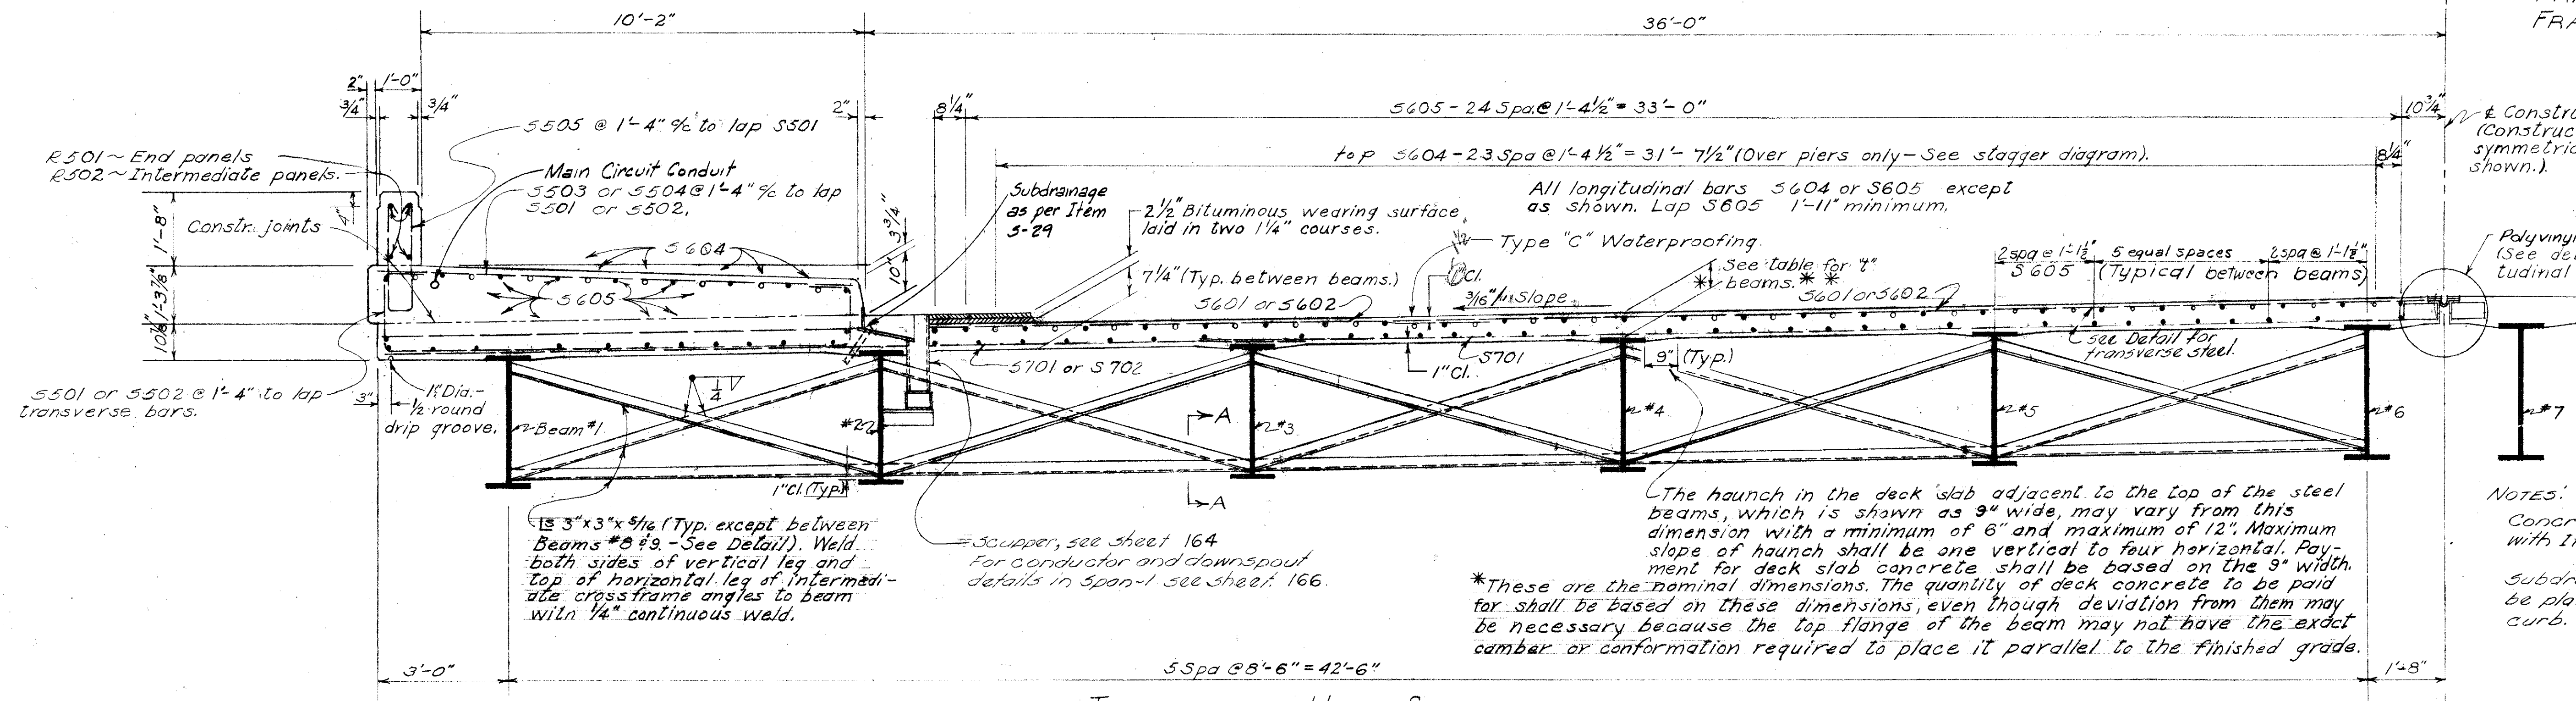 10'-2"
36'-0"
FRA
2"
1'-0"
3/4"
3/4"
2"
8 1/4"
S605 - 24 Spa. @ 1'-4 1/2" = 33'-0"
10 3/4"
S505 @ 1'-4" c/c to lap S501
R501 ~ End panels
R502 ~ Intermediate panels.
Main Circuit Conduit
S503 or S504 @ 1'-4" c/c to lap
S501 or S502.
top S604 - 23 Spa @ 1'-4 1/2" = 31'-7 1/2" (Over piers only - See stagger diagram).
8 1/4"
℄ Constru
(Construc
symmetric
shown.).
Subdrainage
as per Item
S-29
All longitudinal bars S604 or S605 except
as shown. Lap S605 1'-11" minimum.
2 1/2" Bituminous wearing surface,
laid in two 1 1/4" courses.
4"
1'-8"
Constr. joints
S604
3/4"
10"
Type "C" Waterproofing.
7 1/4" (Typ. between beams.)
Cl.
See table for "t"
beams. * *
2 spa @ 1'-1 1/2"
S605
5 equal spaces
(Typical between beams)
2 spa @ 1'-1 1/2"
Polyviny
(See det
tudinal
S605
S601 or S602
3/16"/ft Slope
S601 or S602
1'-3 7/8"
10 1/8"
S701 or S702
S701
1" Cl.
9" (Typ.)
See Detail for
transverse steel.
S501 or S502 @ 1'-4" to lap
transverse bars.
3"
1" Dia.-
1/2 round
drip groove.
1/4 V
Beam #1
#2
A
#3
#4
#5
#6
#7
1" Cl. (Typ)
A
Ls 3" x 3" x 5/16 (Typ. except between
Beams #8 & 9. - See Detail). Weld
both sides of vertical leg and
top of horizontal leg of intermedi-
ate crossframe angles to beam
with 1/4" continuous weld.
Scupper, see sheet 164
For conductor and downspout
details in span-1 see sheet 166.
The haunch in the deck slab adjacent to the top of the steel
beams, which is shown as 9" wide, may vary from this
dimension with a minimum of 6" and maximum of 12". Maximum
slope of haunch shall be one vertical to four horizontal. Pay-
ment for deck slab concrete shall be based on the 9" width.
*These are the nominal dimensions. The quantity of deck concrete to be paid
for shall be based on these dimensions, even though deviation from them may
be necessary because the top flange of the beam may not have the exact
camber or conformation required to place it parallel to the finished grade.
NOTES:
Concr
with It
Subdr
be pla
curb.
3'-0"
5 Spa @ 8'-6" = 42'-6"
1'-8"